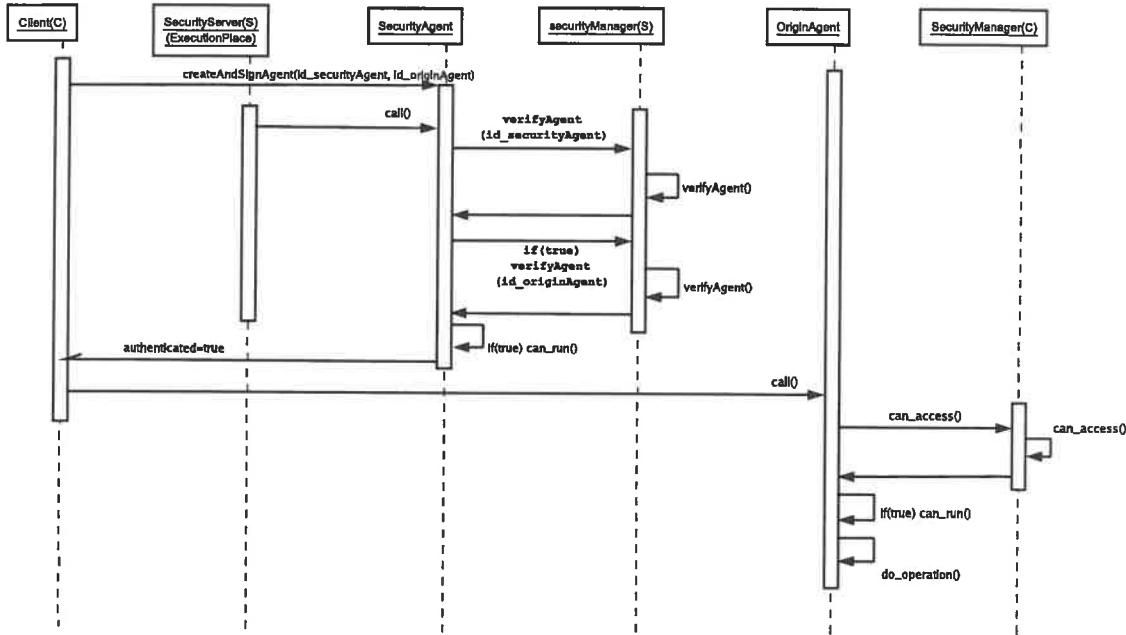 Client(C)
SecurityServer(S)
(ExecutionPlace)
SecurityAgent
securityManager(S)
OriginAgent
SecurityManager(C)
createAndSignAgent(id_securityAgent, id_originAgent)
call()
verifyAgent
(id_securityAgent)
verifyAgent()
if(true)
verifyAgent
(id_originAgent)
verifyAgent()
if(true) can_run()
authenticated=true
call()
can_access()
can_access()
if(true) can_run()
do_operation()